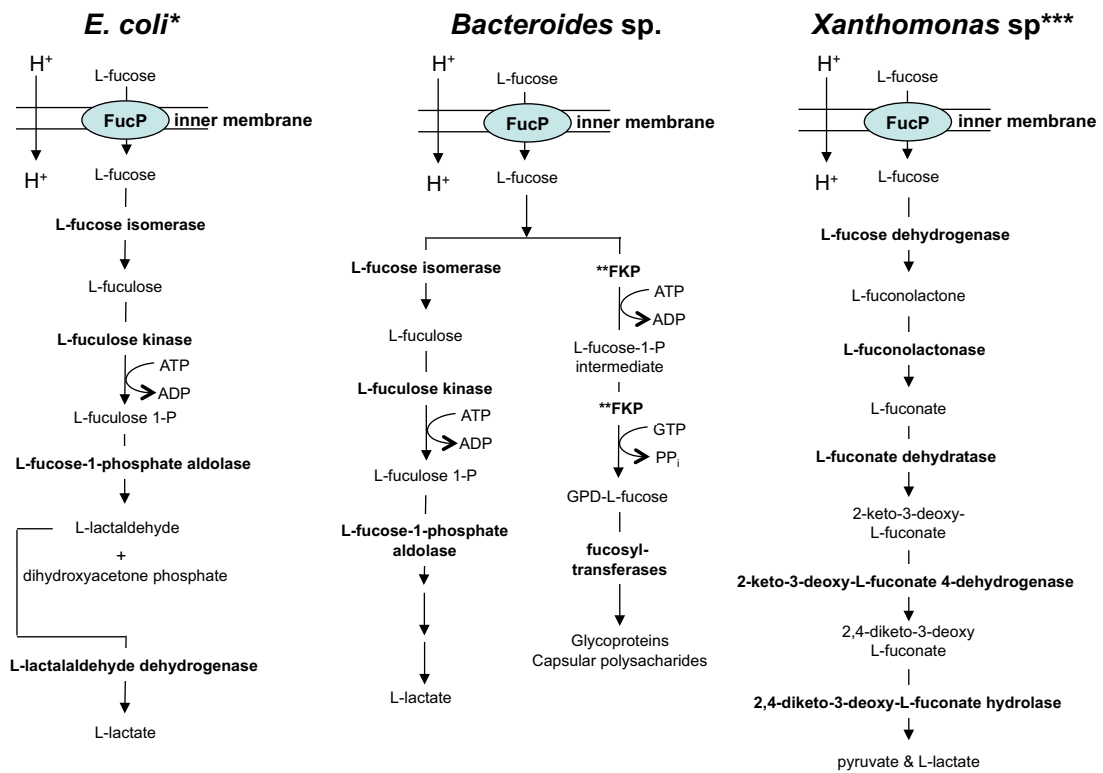 E. coli*
H+
L-fucose
FucP
inner membrane
H+
L-fucose
L-fucose isomerase
L-fuculose
L-fuculose kinase
ATP
ADP
L-fuculose 1-P
L-fucose-1-phosphate aldolase
L-lactaldehyde
+
dihydroxyacetone phosphate
L-lactalaldehyde dehydrogenase
L-lactate
Bacteroides sp.
H+
L-fucose
FucP
inner membrane
H+
L-fucose
L-fucose isomerase
L-fuculose
L-fuculose kinase
ATP
ADP
L-fuculose 1-P
L-fucose-1-phosphate
aldolase
L-lactate
**FKP
ATP
ADP
L-fucose-1-P
intermediate
**FKP
GTP
PPi
GPD-L-fucose
fucosyl-
transferases
Glycoproteins
Capsular polysacharides
Xanthomonas sp***
H+
L-fucose
FucP
inner membrane
H+
L-fucose
L-fucose dehydrogenase
L-fuconolactone
L-fuconolactonase
L-fuconate
L-fuconate dehydratase
2-keto-3-deoxy-
L-fuconate
2-keto-3-deoxy-L-fuconate 4-dehydrogenase
2,4-diketo-3-deoxy
L-fuconate
2,4-diketo-3-deoxy-L-fuconate hydrolase
pyruvate & L-lactate